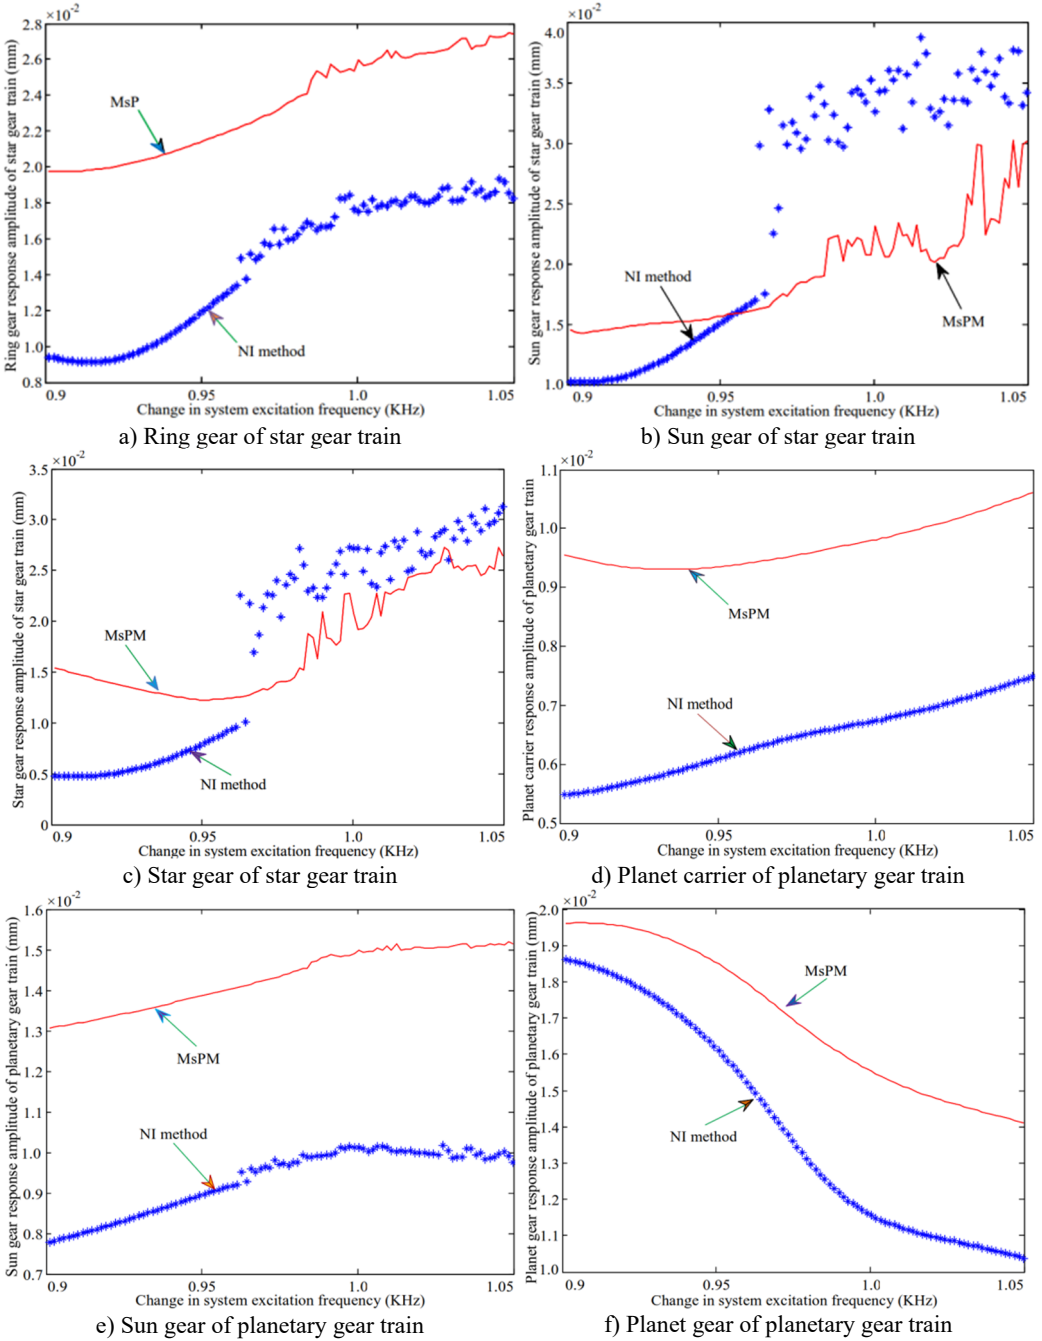 ×10⁻²
2.8
2.6
2.4
2.2
2.0
1.8
1.6
1.4
1.2
1.0
0.8
Ring gear response amplitude of star gear train (mm)
MsP
NI method
0.9 0.95 1.0 1.05
Change in system excitation frequency (KHz)
a) Ring gear of star gear train
×10⁻²
4.0
3.5
3.0
2.5
2.0
1.5
1.0
Sun gear response amplitude of star gear train (mm)
NI method
MsPM
0.9 0.95 1.0 1.05
Change in system excitation frequency (KHz)
b) Sun gear of star gear train
×10⁻²
3.5
3.0
2.5
2.0
1.5
1.0
0.5
0
Star gear response amplitude of star gear train (mm)
MsPM
NI method
0.9 0.95 1.0 1.05
Change in system excitation frequency (KHz)
c) Star gear of star gear train
×10⁻²
1.1
1.0
0.9
0.8
0.7
0.6
0.5
Planet carrier response amplitude of planetary gear train
MsPM
NI method
0.9 0.95 1.0 1.05
Change in system excitation frequency (KHz)
d) Planet carrier of planetary gear train
×10⁻²
1.6
1.5
1.4
1.3
1.2
1.1
1.0
0.9
0.8
0.7
Sun gear response amplitude of planetary gear train (mm)
MsPM
NI method
0.9 0.95 1.0 1.05
Change in system excitation frequency (KHz)
e) Sun gear of planetary gear train
×10⁻²
2.0
1.9
1.8
1.7
1.6
1.5
1.4
1.3
1.2
1.1
1.0
Planet gear response amplitude of planetary gear train (mm)
MsPM
NI method
0.9 0.95 1.0 1.05
Change in system excitation frequency (KHz)
f) Planet gear of planetary gear train